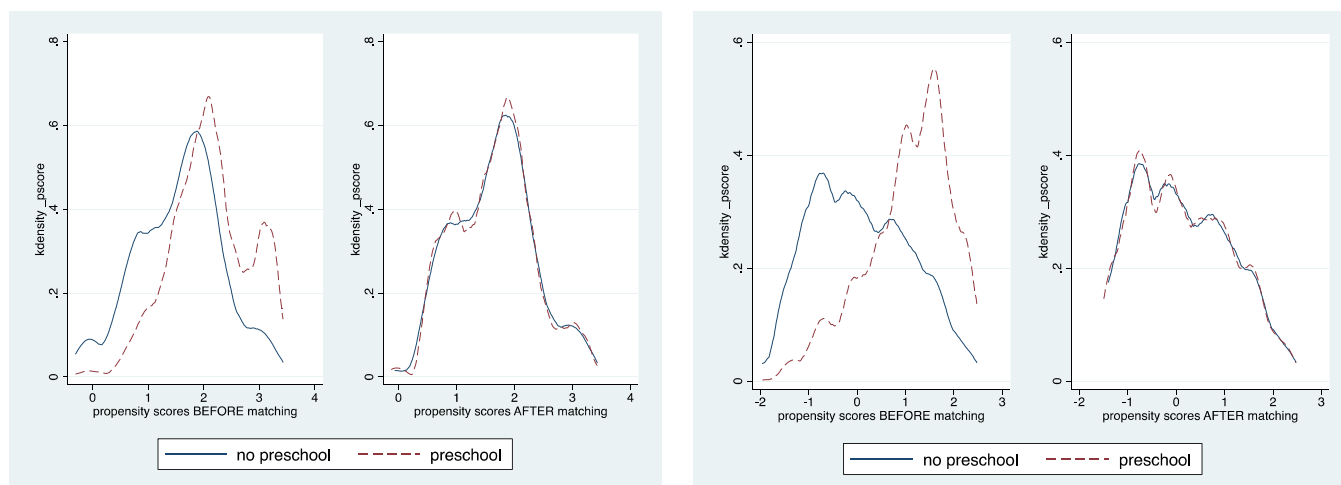 .8
.6
.4
.2
0
kdensity _pscore
0 1 2 3 4
propensity scores BEFORE matching
.8
.6
.4
.2
0
kdensity _pscore
0 1 2 3 4
propensity scores AFTER matching
no preschool preschool
.6
.4
.2
0
kdensity _pscore
-2 -1 0 1 2 3
propensity scores BEFORE matching
.6
.4
.2
0
kdensity _pscore
-2 -1 0 1 2 3
propensity scores AFTER matching
no preschool preschool